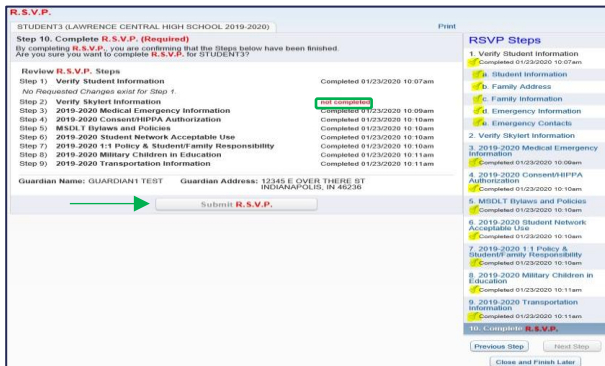 R.S.V.P.
STUDENT3 (LAWRENCE CENTRAL HIGH SCHOOL 2019-2020)
Print
Step 10. Complete R.S.V.P. (Required)
By completing R.S.V.P., you are confirming that the Steps below have been finished.
Are you sure you want to complete R.S.V.P. for STUDENT3?
Review R.S.V.P. Steps
Step 1) Verify Student Information Completed 01/23/2020 10:07am
No Requested Changes exist for Step 1.
Step 2) Verify Skylert Information not completed
Step 3) 2019-2020 Medical Emergency Information Completed 01/23/2020 10:09am
Step 4) 2019-2020 Consent/HIPPA Authorization Completed 01/23/2020 10:10am
Step 5) MSDLT Bylaws and Policies Completed 01/23/2020 10:10am
Step 6) 2019-2020 Student Network Acceptable Use Completed 01/23/2020 10:10am
Step 7) 2019-2020 1:1 Policy & Student/Family Responsibility Completed 01/23/2020 10:10am
Step 8) 2019-2020 Military Children in Education Completed 01/23/2020 10:11am
Step 9) 2019-2020 Transportation Information Completed 01/23/2020 10:11am
Guardian Name: GUARDIAN1 TEST Guardian Address: 12345 E OVER THERE ST
INDIANAPOLIS, IN 46236
Submit R.S.V.P.
RSVP Steps
1. Verify Student Information
Completed 01/23/2020 10:07am
a. Student Information
b. Family Address
c. Family Information
d. Emergency Information
e. Emergency Contacts
2. Verify Skylert Information
3. 2019-2020 Medical Emergency
Information
Completed 01/23/2020 10:09am
4. 2019-2020 Consent/HIPPA
Authorization
Completed 01/23/2020 10:10am
5. MSDLT Bylaws and Policies
Completed 01/23/2020 10:10am
6. 2019-2020 Student Network
Acceptable Use
Completed 01/23/2020 10:10am
7. 2019-2020 1:1 Policy &
Student/Family Responsibility
Completed 01/23/2020 10:10am
8. 2019-2020 Military Children in
Education
Completed 01/23/2020 10:11am
9. 2019-2020 Transportation
Information
Completed 01/23/2020 10:11am
10. Complete R.S.V.P.
Previous Step Next Step
Close and Finish Later